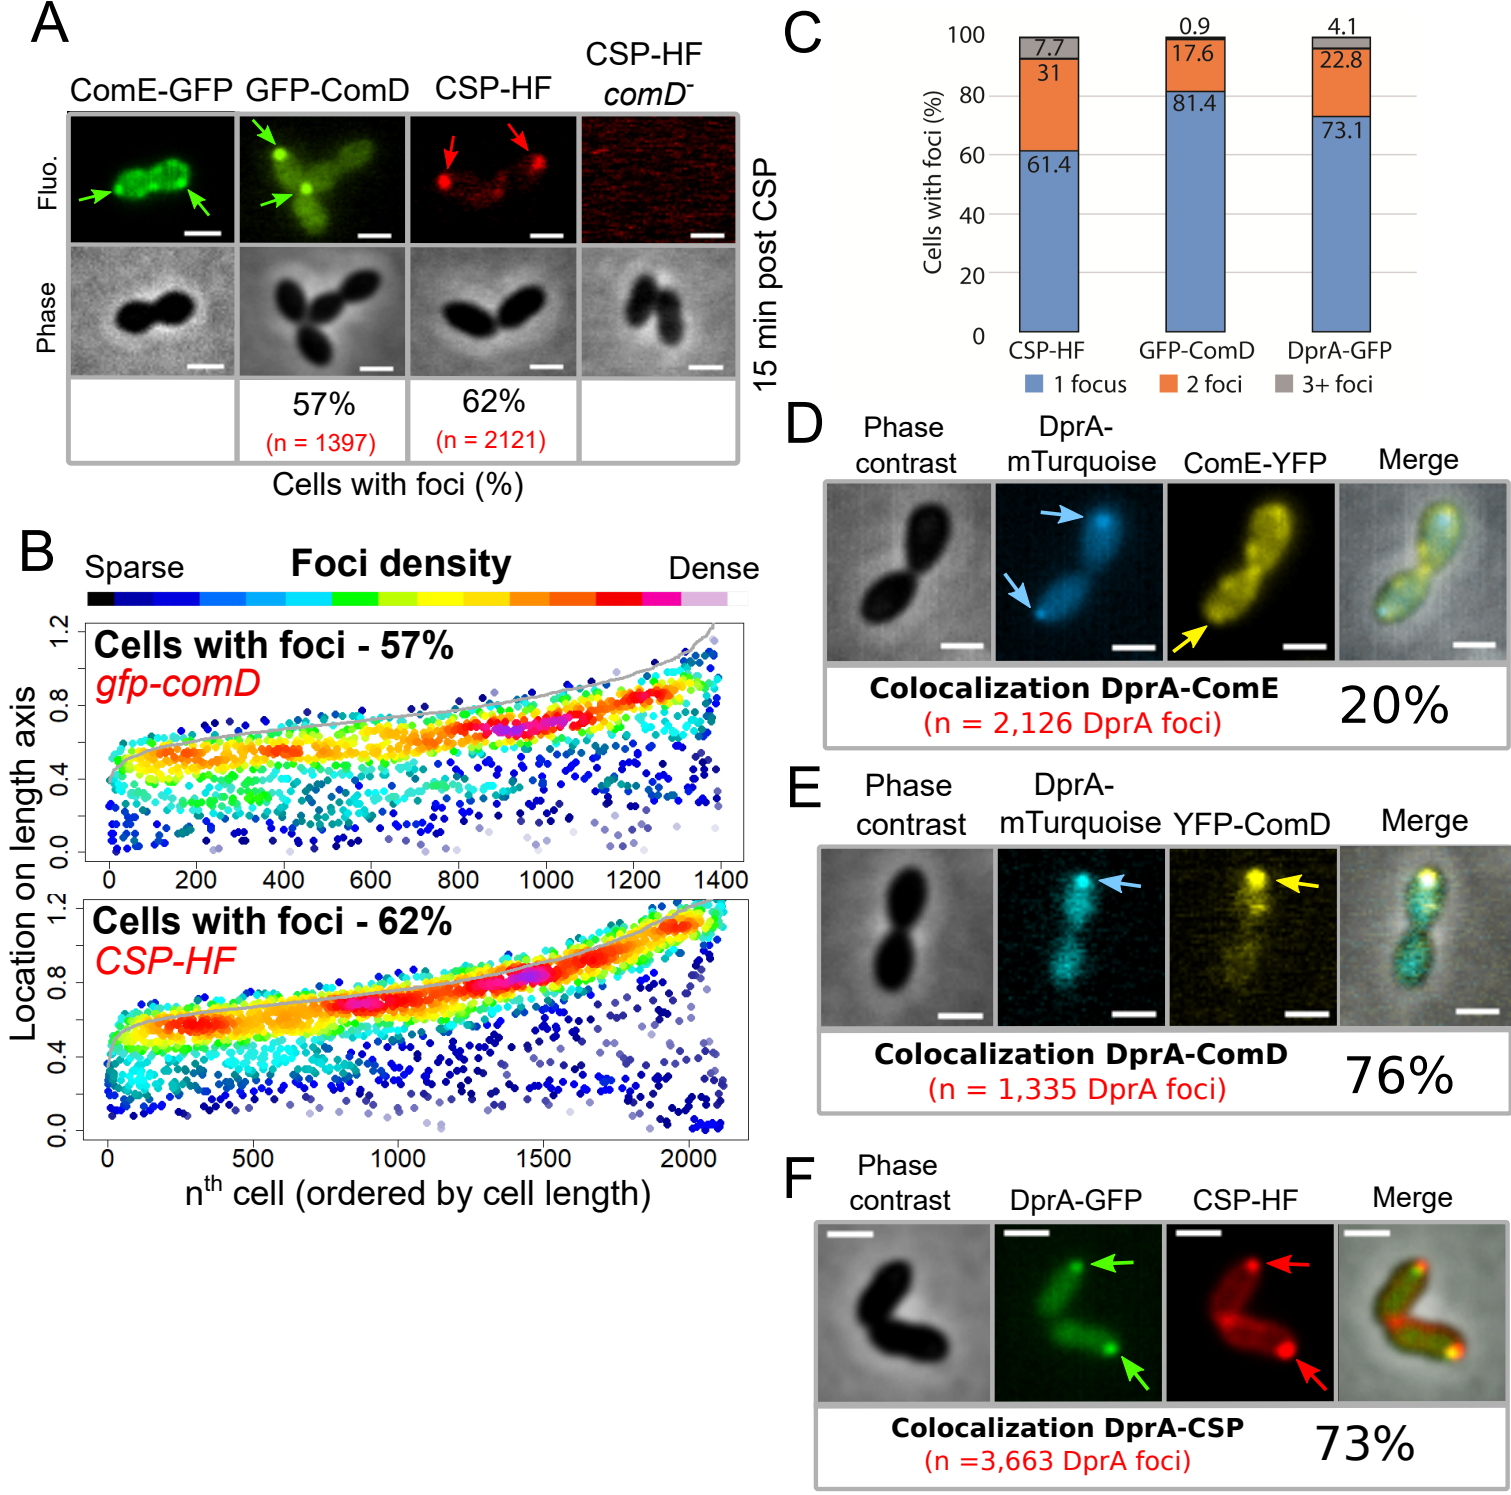 A
ComE-GFP GFP-ComD CSP-HF CSP-HF
comD-
Fluo.
Phase
15 min post CSP
57% 62%
(n = 1397) (n = 2121)
Cells with foci (%)
B
Sparse Foci density Dense
Location on length axis
Cells with foci - 57%
gfp-comD
1.2
0.8
0.4
0.0
0 200 400 600 800 1000 1200 1400
Cells with foci - 62%
CSP-HF
1.2
0.8
0.4
0.0
0 500 1000 1500 2000
nth cell (ordered by cell length)
C
Cells with foci (%)
100
80
60
40
20
0
0.9 4.1
7.7 17.6 22.8
31 81.4 73.1
61.4
CSP-HF GFP-ComD DprA-GFP
1 focus 2 foci 3+ foci
D
Phase contrast
DprA-mTurquoise
ComE-YFP
Merge
Colocalization DprA-ComE 20%
(n = 2,126 DprA foci)
E
Phase contrast
DprA-mTurquoise
YFP-ComD
Merge
Colocalization DprA-ComD 76%
(n = 1,335 DprA foci)
F
Phase contrast
DprA-GFP
CSP-HF
Merge
Colocalization DprA-CSP 73%
(n =3,663 DprA foci)